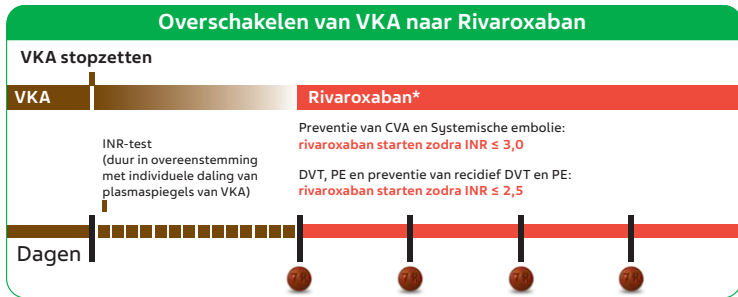 Overschakelen van VKA naar Rivaroxaban
VKA stopzetten
VKA
Rivaroxaban*
INR-test
(duur in overeenstemming
met individuele daling van
plasmaspiegels van VKA)
Preventie van CVA en Systemische embolie:
rivaroxaban starten zodra INR ≤ 3,0
DVT, PE en preventie van recidief DVT en PE:
rivaroxaban starten zodra INR ≤ 2,5
Dagen